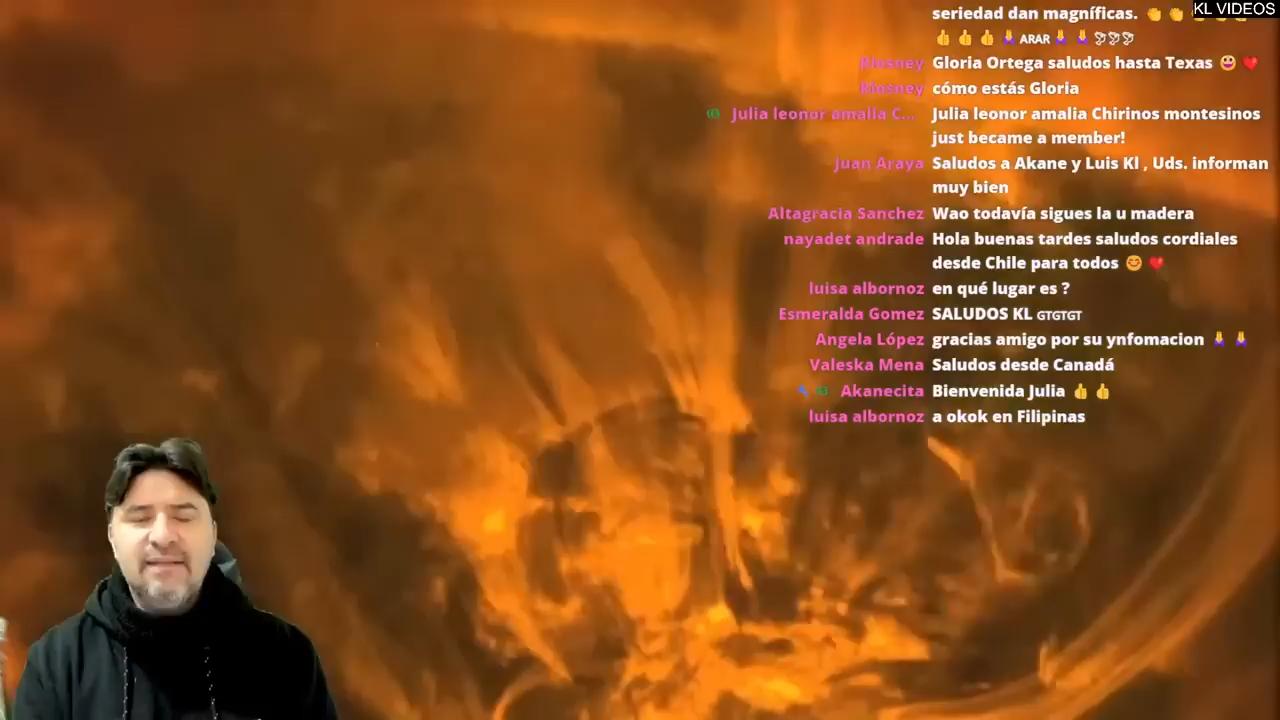 KL VIDEOS
seriedad dan magníficas. 👏 👏
👍 👍 👍 🙏 ARAR 🙏 🙏 🕊🕊🕊
Gloria Ortega saludos hasta Texas 😀 ❤️
cómo estás Gloria
Julia leonor amalia C... Julia leonor amalia Chirinos montesinos
just became a member!
Juan Araya Saludos a Akane y Luis Kl , Uds. informan
muy bien
Altagracia Sanchez Wao todavía sigues la u madera
nayadet andrade Hola buenas tardes saludos cordiales
desde Chile para todos 😊 ❤️
luisa albornoz en qué lugar es ?
Esmeralda Gomez SALUDOS KL GTGTGT
Angela López gracias amigo por su ynfomacion 🙏 🙏
Valeska Mena Saludos desde Canadá
Akanecita Bienvenida Julia 👍 👍
luisa albornoz a okok en Filipinas